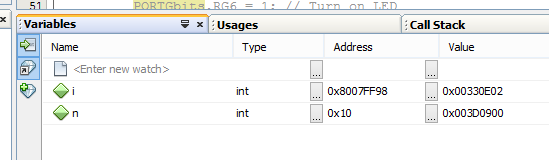 51 PORTGbits.RG6 = 1; // Turn on LED
Variables Usages Call Stack
Name Type Address Value
<Enter new watch> ... ...
i int ... 0x8007FF98 ... 0x00330E02
n int ... 0x10 ... 0x003D0900